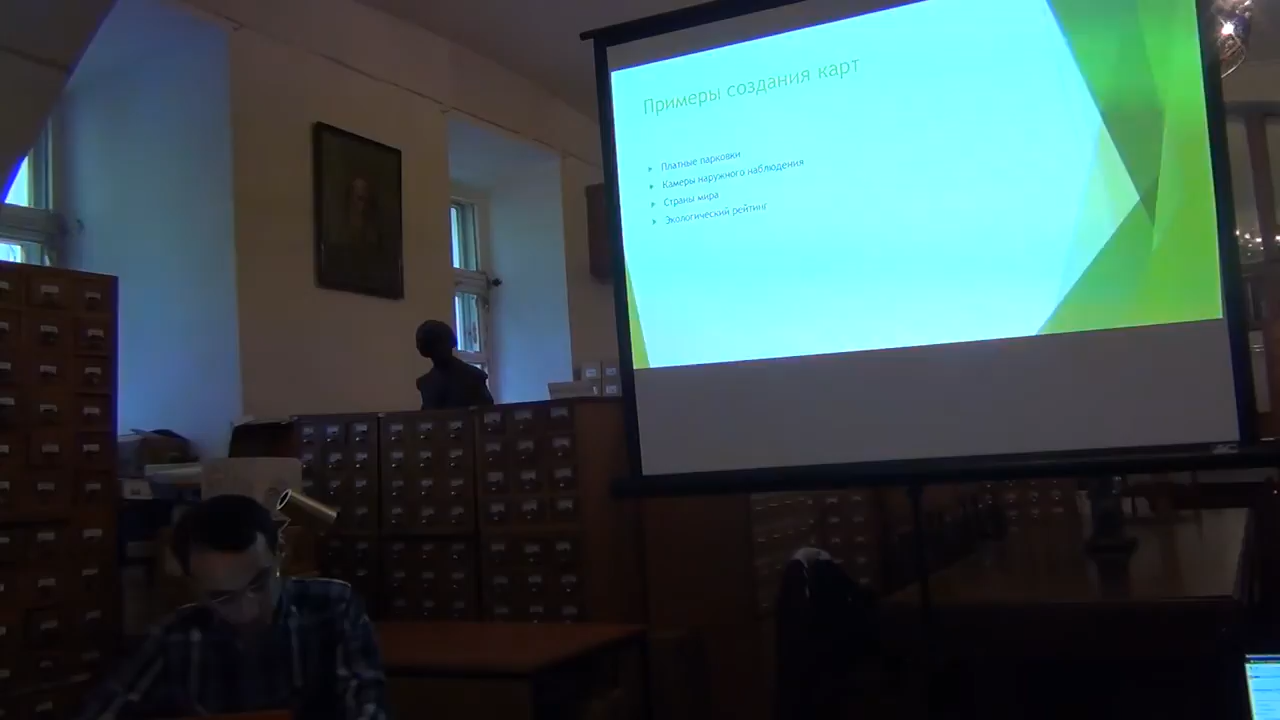 Примеры создания карт
Платные парковки
Камеры наружного наблюдения
Страны мира
Экологический рейтинг